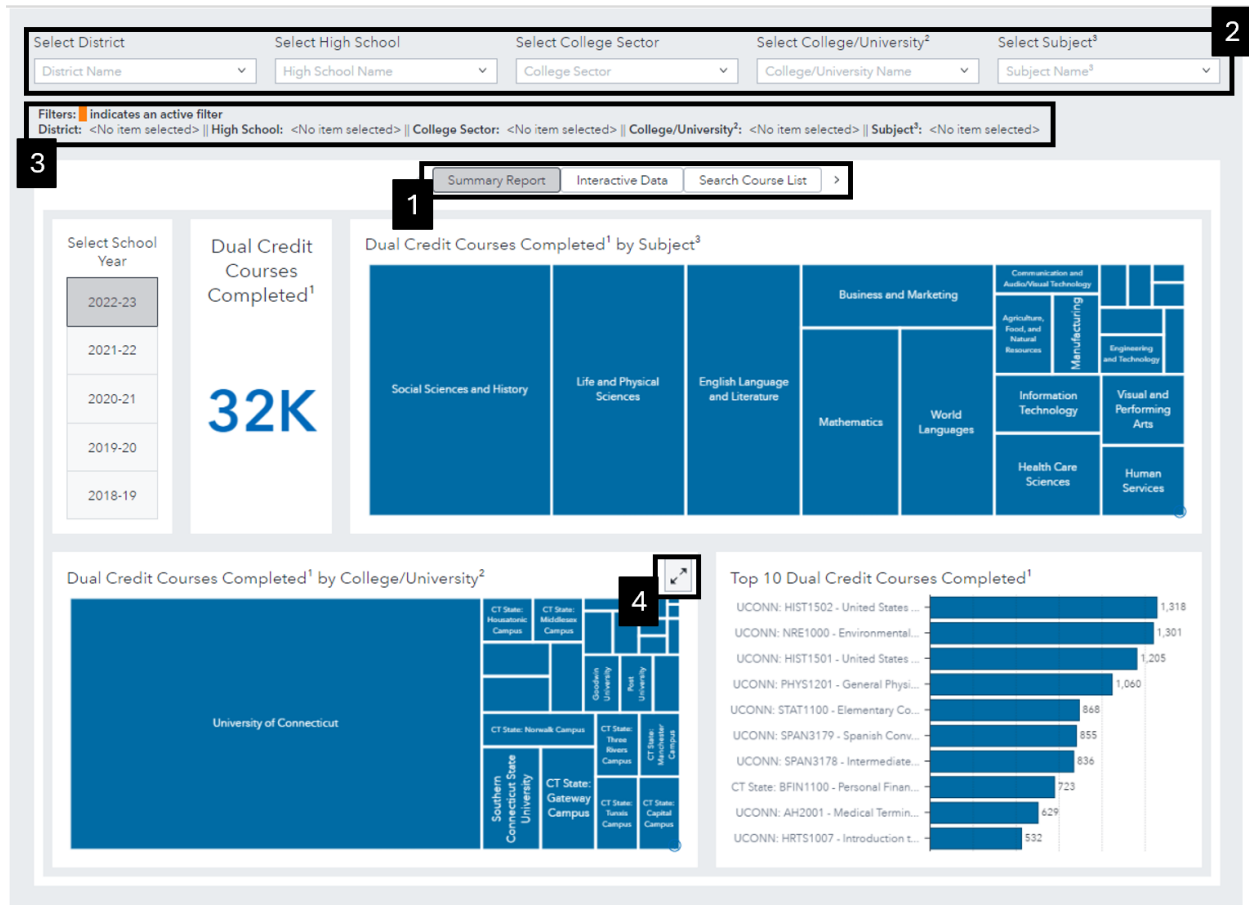 2
Select District
Select High School
Select College Sector
Select College/University²
Select Subject³
District Name
High School Name
College Sector
College/University Name
Subject Name³
Filters: indicates an active filter
District: <No item selected> || High School: <No item selected> || College Sector: <No item selected> || College/University²: <No item selected> || Subject³: <No item selected>
3
1
Summary Report
Interactive Data
Search Course List
Select School
Year
2022-23
2021-22
2020-21
2019-20
2018-19
Dual Credit
Courses
Completed¹
32K
Dual Credit Courses Completed¹ by Subject³
Social Sciences and History
Life and Physical
Sciences
English Language
and Literature
Business and Marketing
Mathematics
World
Languages
Communication and
Audio/Visual Technology
Agriculture,
Food, and
Natural
Resources
Manufacturing
Engineering
and Technology
Information
Technology
Visual and
Performing
Arts
Health Care
Sciences
Human
Services
Dual Credit Courses Completed¹ by College/University²
4
University of Connecticut
CT State:
Housatonic
Campus
CT State:
Middlesex
Campus
Goodwin
University
Post
University
CT State: Norwalk Campus
CT State:
Three
Rivers
Campus
CT State:
Manchester
Campus
Southern
Connecticut State
University
CT State:
Gateway
Campus
CT State:
Tunxis
Campus
CT State:
Capital
Campus
Top 10 Dual Credit Courses Completed¹
UCONN: HIST1502 - United States ... 1,318
UCONN: NRE1000 - Environmental... 1,301
UCONN: HIST1501 - United States ... 1,205
UCONN: PHYS1201 - General Physi... 1,060
UCONN: STAT1100 - Elementary Co... 868
UCONN: SPAN3179 - Spanish Conv... 855
UCONN: SPAN3178 - Intermediate... 836
CT State: BFIN1100 - Personal Finan... 723
UCONN: AH2001 - Medical Termin... 629
UCONN: HRTS1007 - Introduction t... 532